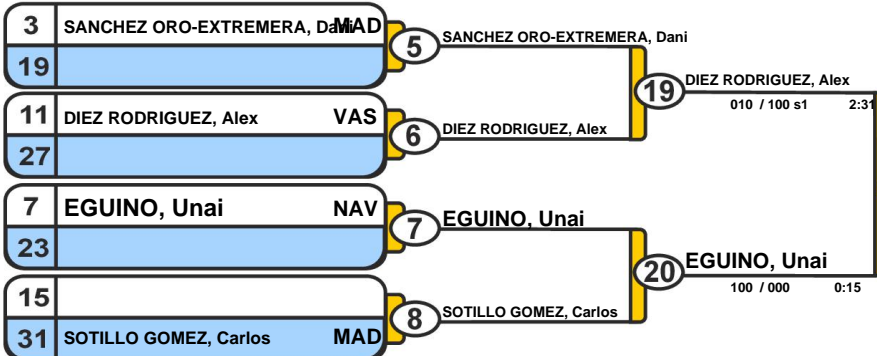 3 SANCHEZ ORO-EXTREMERA, Dani MAD
19
5 SANCHEZ ORO-EXTREMERA, Dani
19 DIEZ RODRIGUEZ, Alex
010 / 100 s1 2:31
11 DIEZ RODRIGUEZ, Alex VAS
27
6 DIEZ RODRIGUEZ, Alex
7 EGUINO, Unai NAV
23
7 EGUINO, Unai
20 EGUINO, Unai
100 / 000 0:15
15
31 SOTILLO GOMEZ, Carlos MAD
8 SOTILLO GOMEZ, Carlos